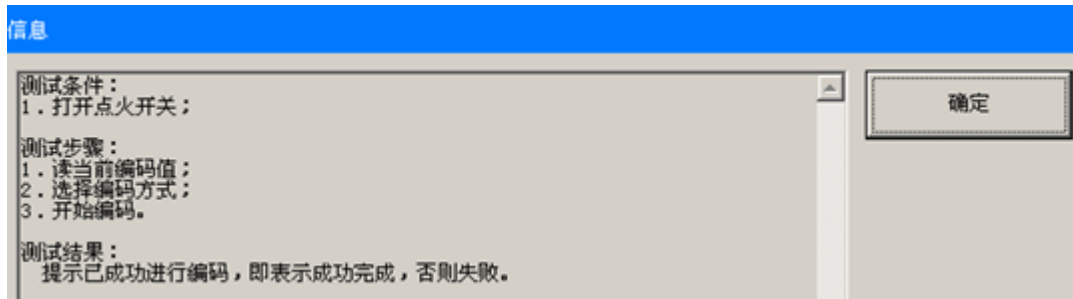 信息
测试条件：
1．打开点火开关；
测试步骤：
1．读当前编码值；
2．选择编码方式；
3．开始编码。
测试结果：
提示已成功进行编码，即表示成功完成，否则失败。
确定